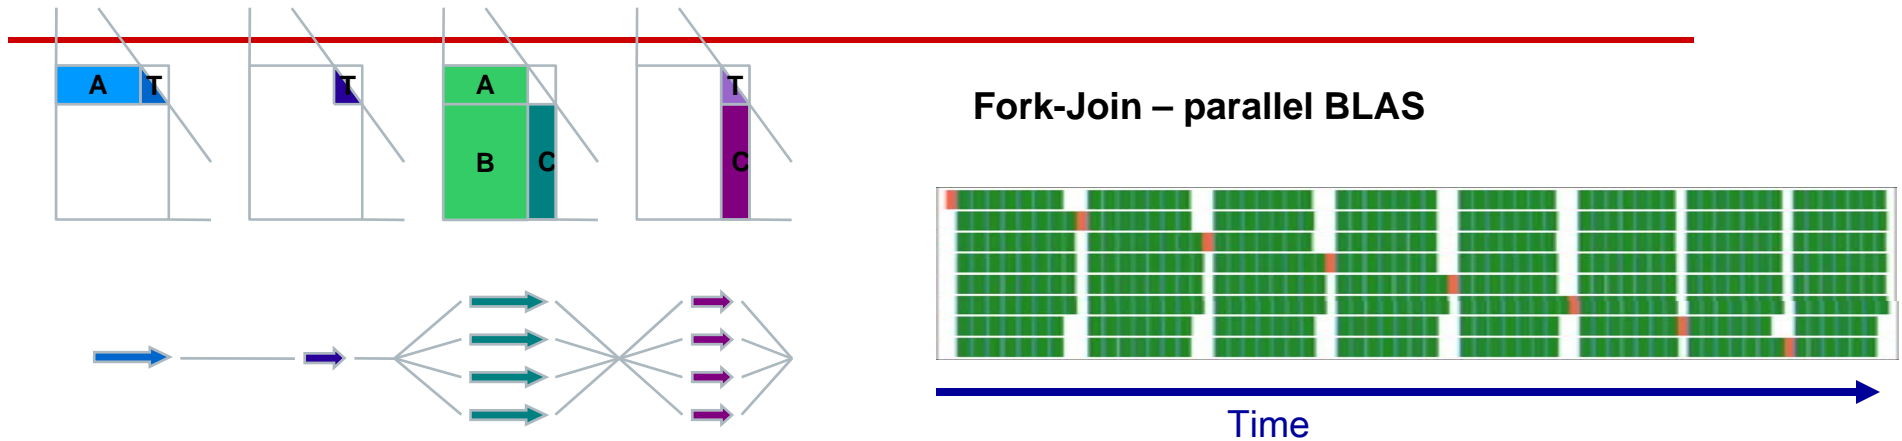 A T
T
A
B C
T
C
Fork-Join – parallel BLAS
Time